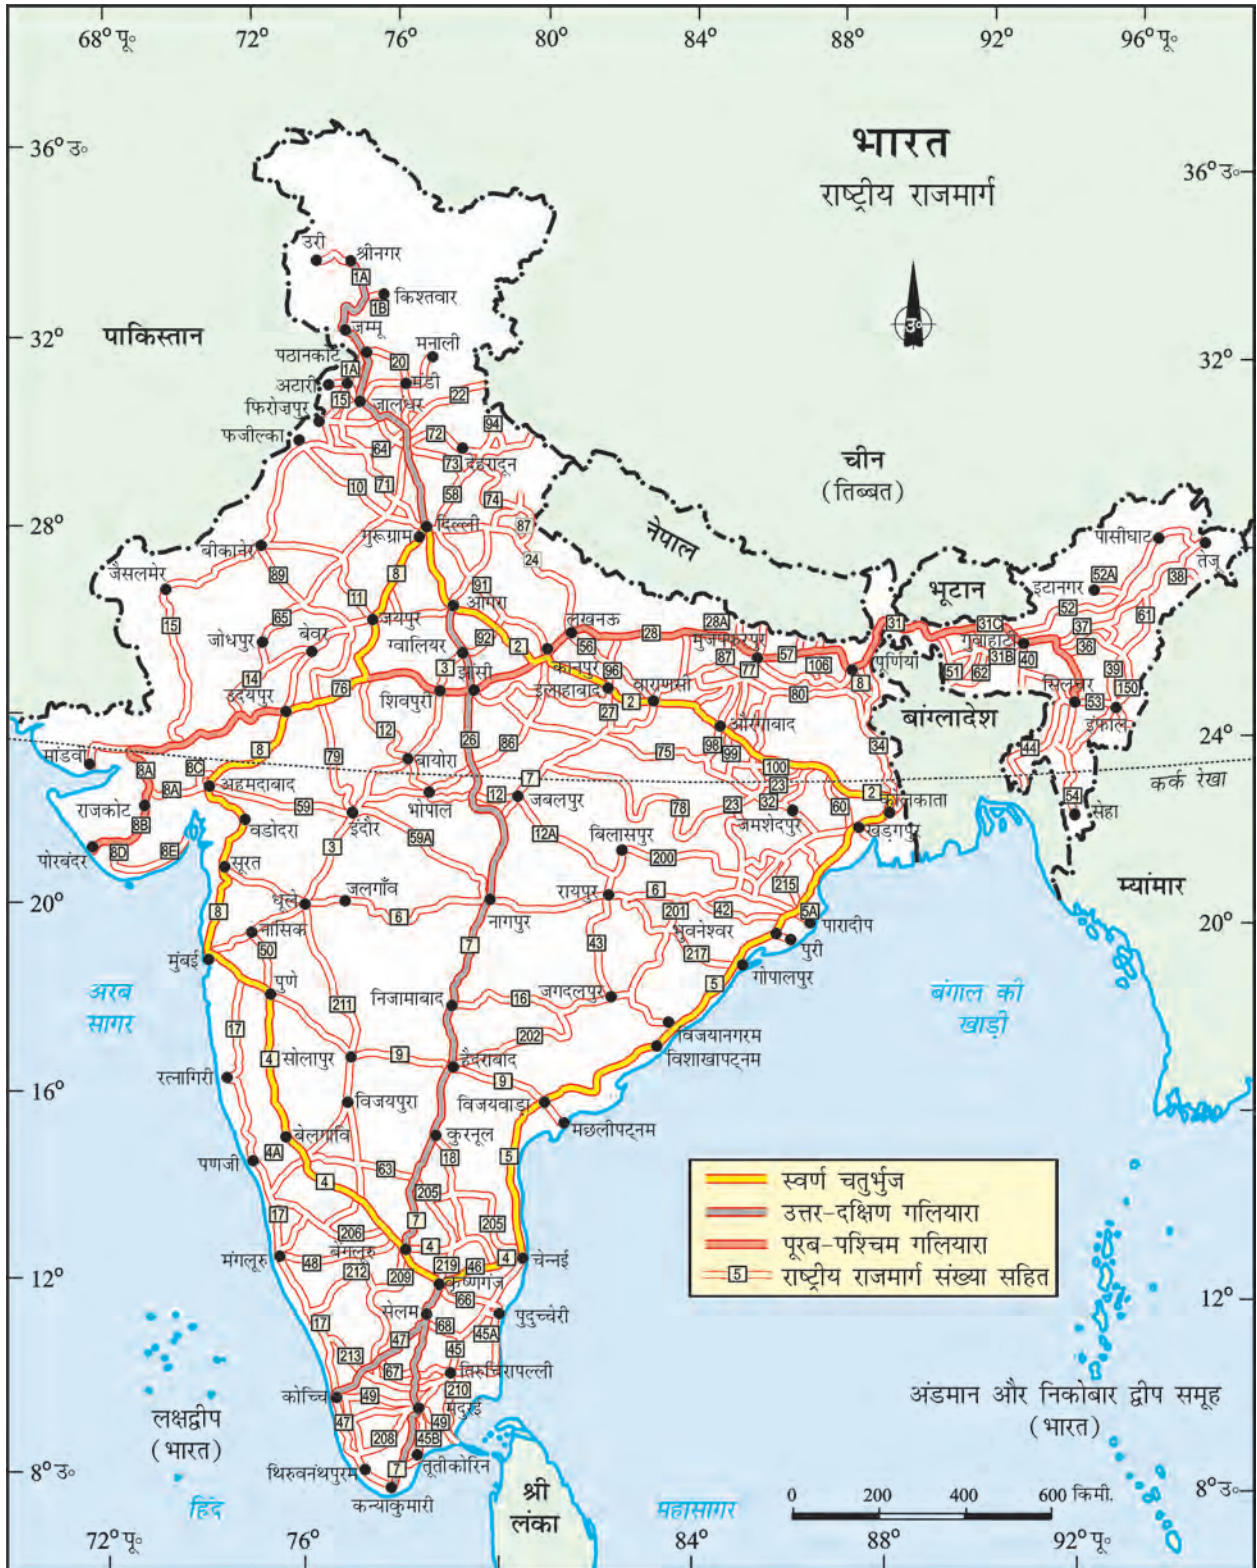 68° पू॰
72°
76°
80°
84°
88°
92°
96° पू॰
36° उ॰
36° उ॰
भारत
राष्ट्रीय राजमार्ग
उरी
श्रीनगर
1A
1B
किश्तवार
जम्मू
उ॰
32°
32°
पाकिस्तान
पठानकोट
20
मनाली
1A
अटारी
मंडी
15
22
जालंधर
फिरोज़पुर
94
फजील्का
72
64
73
देहरादून
चीन
(तिब्बत)
10
71
58
74
28°
28°
दिल्ली
87
गुरूग्राम
नेपाल
पासीघाट
बीकानेर
24
तेजू
जैसलमेर
89
8
91
52A
38
भूटान
इटानगर
11
आगरा
52
65
जयपुर
लखनऊ
28A
31
31C
61
15
जोधपुर
बेवर
ग्वालियर
92
2
28
मुजफ्फरपुर
गुवाहाटी
37
56
57
36
3
झाँसी
कानपुर
87
77
106
पूर्णिया
51
62
31B
40
39
14
96
वाराणसी
6
सिलचर
150
उदयपुर
76
शिवपुरी
इलाहाबाद
2
80
53
27
औरंगाबाद
बांग्लादेश
इंफाल
12
26
86
98
99
34
24°
24°
8
79
बायोरा
75
44
मांडवी
8A
8C
100
कर्क रेखा
8A
अहमदाबाद
7
23
2
54
59
12
जबलपुर
23
32
60
कोलकाता
राजकोट
भोपाल
78
जमशेदपुर
सेहा
8B
वडोदरा
इंदौर
12A
बिलासपुर
खड़गपुर
3
59A
पोरबंदर
8D
8E
200
सूरत
म्यांमार
जलगाँव
रायपुर
6
215
20°
20°
धूले
6
नागपुर
201
42
5A
पारादीप
8
नासिक
भुवनेश्वर
50
7
43
217
पुरी
मुंबई
गोपालपुर
पुणे
5
अरब
सागर
211
निजामाबाद
16
जगदलपुर
बंगाल की
खाड़ी
17
202
विजयानगरम
4
सोलापुर
9
हैदराबाद
विशाखापट्नम
रत्नागिरी
9
16°
16°
विजयपुरा
विजयवाड़ा
मछलीपट्नम
बेलगावि
कुरनूल
4A
5
पणजी
63
18
4
205
स्वर्ण चतुर्भुज
17
7
205
उत्तर-दक्षिण गलियारा
206
बेंगलुरु
4
पूरब-पश्चिम गलियारा
मंगलूरु
48
219
46
4
चेन्नई
5
राष्ट्रीय राजमार्ग संख्या सहित
212
209
12°
12°
कृष्णगंज
66
सेलम
पुदुच्चेरी
17
47
68
45A
213
45
67
तिरुचिरापल्ली
कोच्चि
49
210
अंडमान और निकोबार द्वीप समूह
(भारत)
मदुरई
लक्षद्वीप
(भारत)
47
49
208
45B
8° उ॰
8° उ॰
थिरुवनंथपुरम
7
तूतीकोरिन
कन्याकुमारी
श्री
लंका
हिंद
महासागर
0 200 400 600 किमी.
72° पू॰
76°
84°
88°
92° पू॰